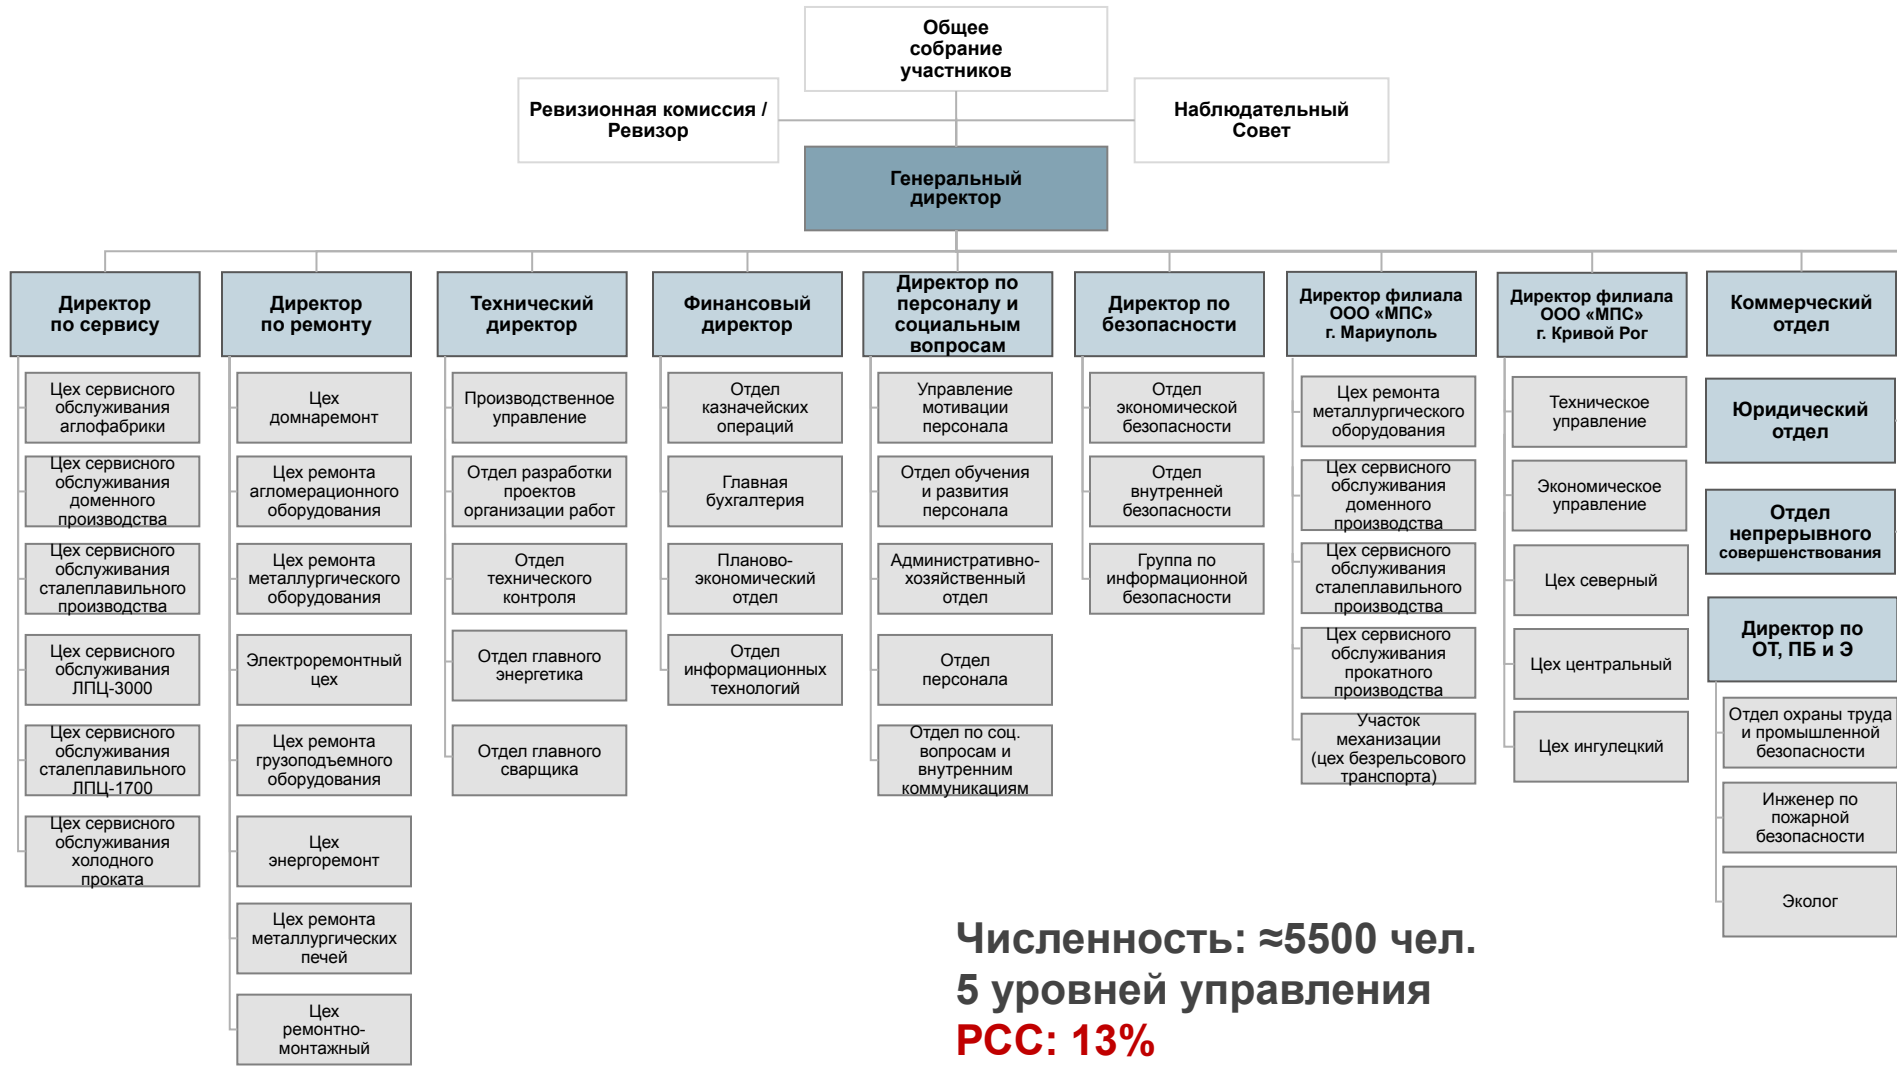 Общее
собрание
участников
Ревизионная комиссия /
Ревизор
Наблюдательный
Совет
Генеральный
директор
Директор
по сервису
Цех сервисного
обслуживания
аглофабрики
Цех сервисного
обслуживания
доменного
производства
Цех сервисного
обслуживания
сталеплавильного
производства
Цех сервисного
обслуживания
ЛПЦ-3000
Цех сервисного
обслуживания
сталеплавильного
ЛПЦ-1700
Цех сервисного
обслуживания
холодного
проката
Директор
по ремонту
Цех
домнаремонт
Цех ремонта
агломерационного
оборудования
Цех ремонта
металлургического
оборудования
Электроремонтный
цех
Цех ремонта
грузоподъемного
оборудования
Цех
энергоремонт
Цех ремонта
металлургических
печей
Цех
ремонтно-
монтажный
Технический
директор
Производственное
управление
Отдел разработки
проектов
организации работ
Отдел
технического
контроля
Отдел главного
энергетика
Отдел главного
сварщика
Финансовый
директор
Отдел
казначейских
операций
Главная
бухгалтерия
Планово-
экономический
отдел
Отдел
информационных
технологий
Директор по
персоналу и
социальным
вопросам
Управление
мотивации
персонала
Отдел обучения
и развития
персонала
Административно-
хозяйственный
отдел
Отдел
персонала
Отдел по соц.
вопросам и
внутренним
коммуникациям
Директор по
безопасности
Отдел
экономической
безопасности
Отдел
внутренней
безопасности
Группа по
информационной
безопасности
Директор филиала
ООО «МПС»
г. Мариуполь
Цех ремонта
металлургического
оборудования
Цех сервисного
обслуживания
доменного
производства
Цех сервисного
обслуживания
сталеплавильного
производства
Цех сервисного
обслуживания
прокатного
производства
Участок
механизации
(цех безрельсового
транспорта)
Директор филиала
ООО «МПС»
г. Кривой Рог
Техническое
управление
Экономическое
управление
Цех северный
Цех центральный
Цех ингулецкий
Коммерческий
отдел
Юридический
отдел
Отдел
непрерывного
совершенствования
Директор по
ОТ, ПБ и Э
Отдел охраны труда
и промышленной
безопасности
Инженер по
пожарной
безопасности
Эколог
Численность: ≈5500 чел.
5 уровней управления
РСС: 13%